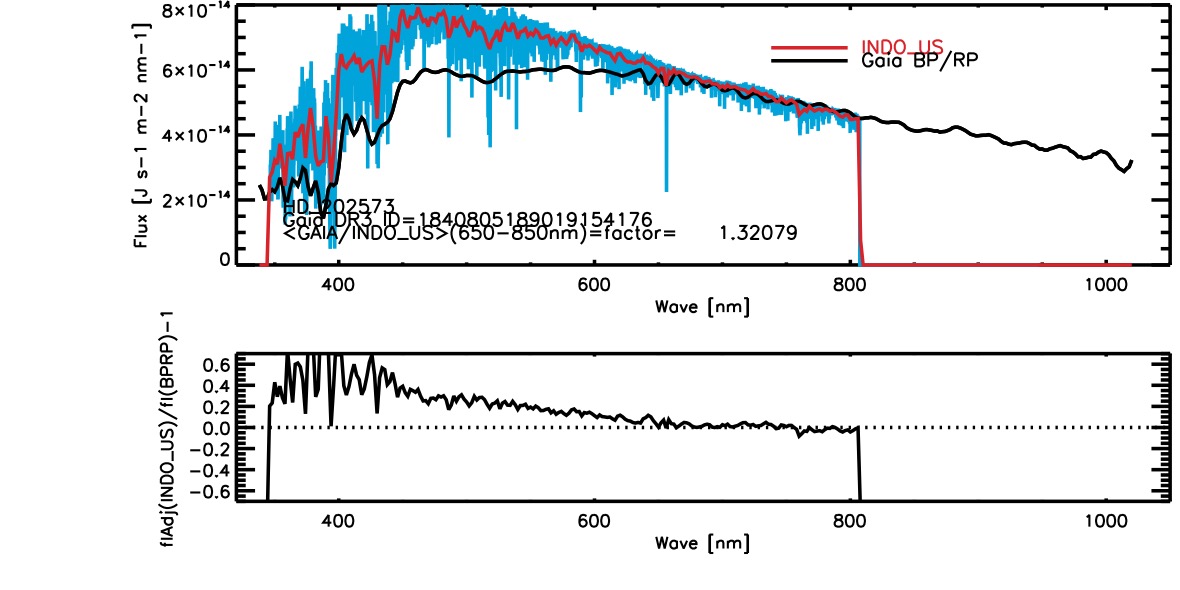 8×10−14
6×10−14
4×10−14
2×10−14
0
Flux [J s−1 m−2 nm−1]
INDO_US
Gaia BP/RP
HD 202573
Gaia DR3 ID=1840805189019154176
<GAIA/INDO_US>(650−850nm)=factor= 1.32079
400 600 800 1000
Wave [nm]
flAdj(INDO_US)/fl(BPRP)−1
0.6
0.4
0.2
0.0
−0.2
−0.4
−0.6
400 600 800 1000
Wave [nm]